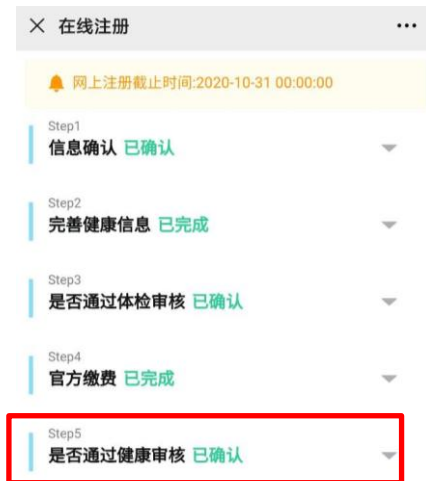 在线注册
网上注册截止时间:2020-10-31 00:00:00
Step1
信息确认 已确认
Step2
完善健康信息 已完成
Step3
是否通过体检审核 已确认
Step4
官方缴费 已完成
Step5
是否通过健康审核 已确认